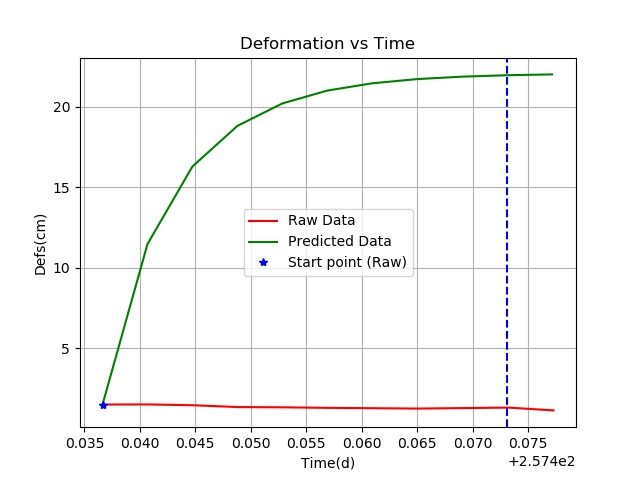 Deformation vs Time
Defs(cm)
20
15
10
5
Raw Data
Predicted Data
Start point (Raw)
0.035 0.040 0.045 0.050 0.055 0.060 0.065 0.070 0.075
Time(d)
+2.574e2